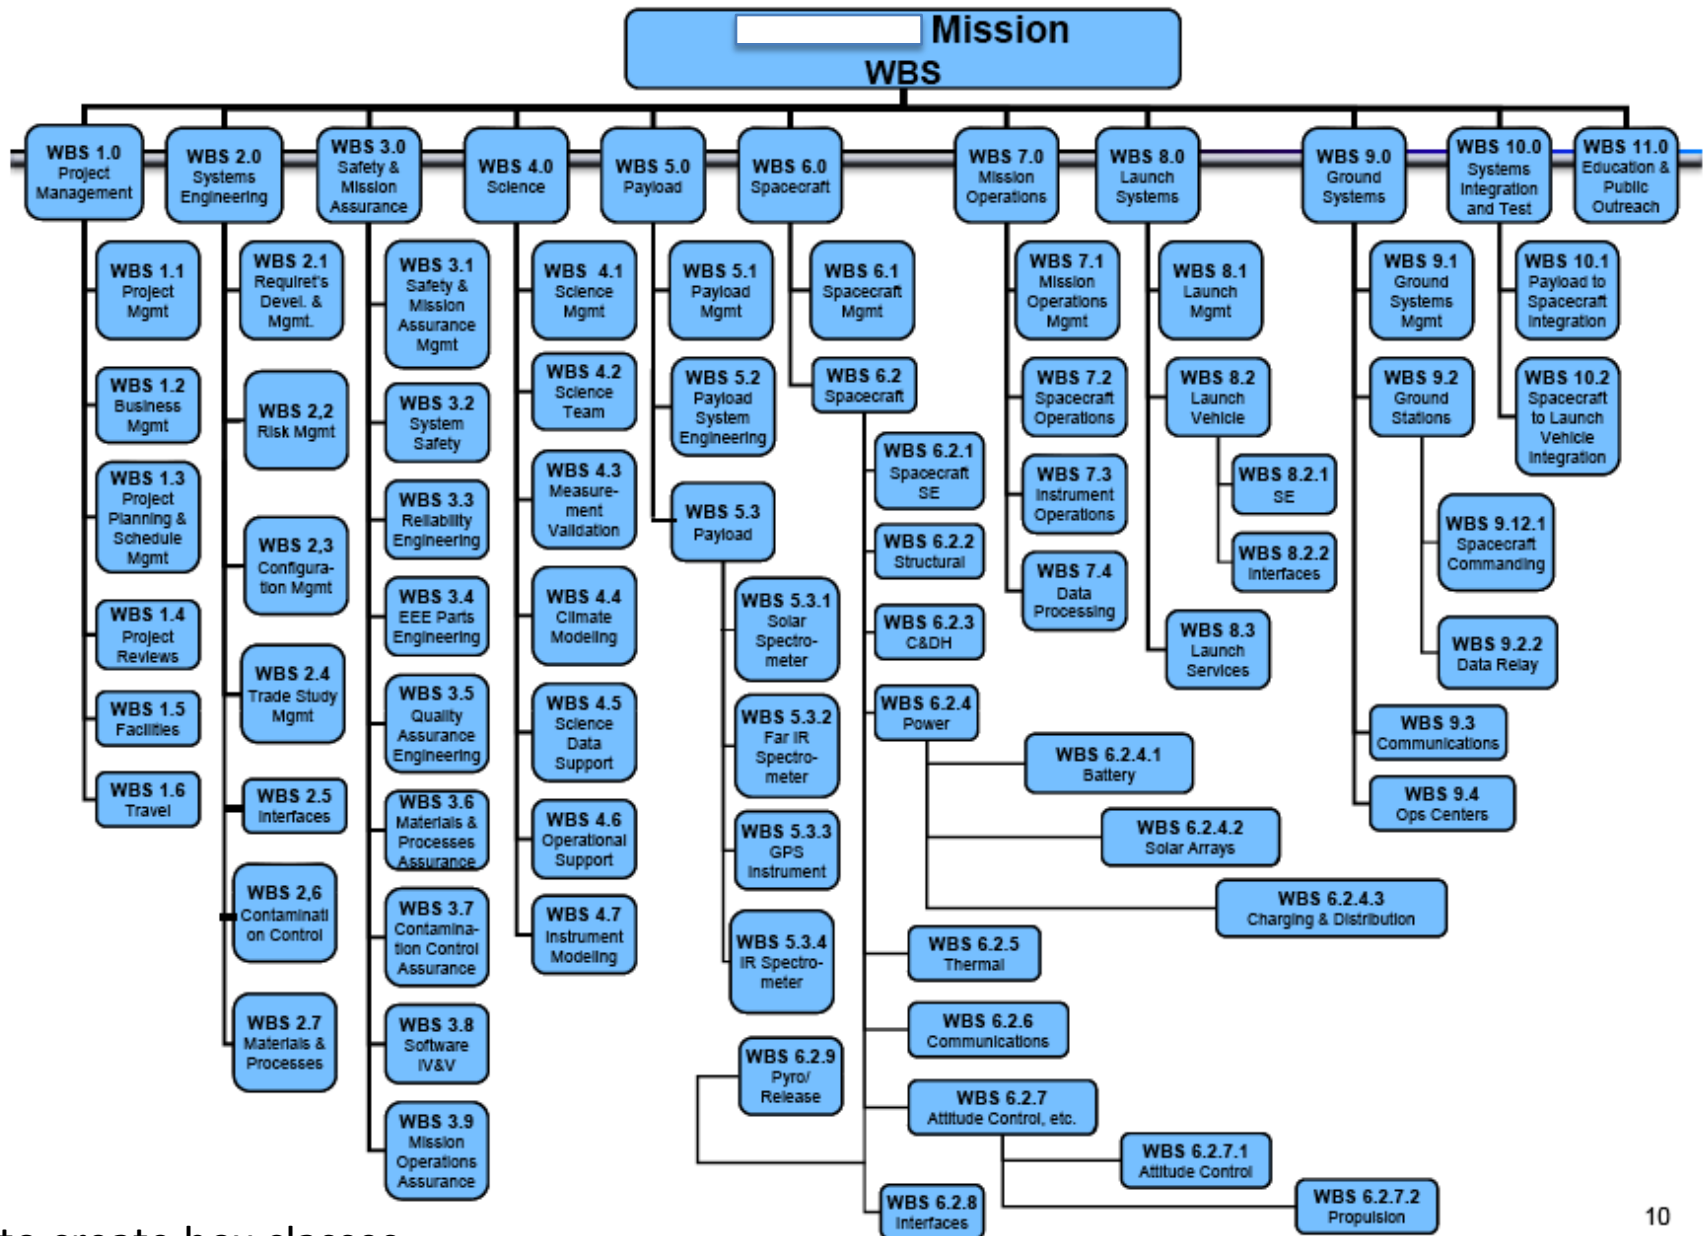 Mission
WBS
WBS 1.0
Project
Management
WBS 2.0
Systems
Engineering
WBS 3.0
Safety &
Mission
Assurance
WBS 4.0
Science
WBS 5.0
Payload
WBS 6.0
Spacecraft
WBS 7.0
Mission
Operations
WBS 8.0
Launch
Systems
WBS 9.0
Ground
Systems
WBS 10.0
Systems
Integration
and Test
WBS 11.0
Education &
Public
Outreach
WBS 1.1
Project
Mgmt
WBS 1.2
Business
Mgmt
WBS 1.3
Project
Planning &
Schedule
Mgmt
WBS 1.4
Project
Reviews
WBS 1.5
Facilities
WBS 1.6
Travel
WBS 2.1
Requiret's
Devel. &
Mgmt.
WBS 2,2
Risk Mgmt
WBS 2,3
Configura-
tion Mgmt
WBS 2.4
Trade Study
Mgmt
WBS 2.5
Interfaces
WBS 2,6
Contaminati
on Control
WBS 2.7
Materials &
Processes
WBS 3.1
Safety &
Mission
Assurance
Mgmt
WBS 3.2
System
Safety
WBS 3.3
Reliability
Engineering
WBS 3.4
EEE Parts
Engineering
WBS 3.5
Quality
Assurance
Engineering
WBS 3.6
Materials &
Processes
Assurance
WBS 3.7
Contamina-
tion Control
Assurance
WBS 3.8
Software
IV&V
WBS 3.9
Mission
Operations
Assurance
WBS 4.1
Science
Mgmt
WBS 4.2
Science
Team
WBS 4.3
Measure-
ment
Validation
WBS 4.4
Climate
Modeling
WBS 4.5
Science
Data
Support
WBS 4.6
Operational
Support
WBS 4.7
Instrument
Modeling
WBS 5.1
Payload
Mgmt
WBS 5.2
Payload
System
Engineering
WBS 5.3
Payload
WBS 5.3.1
Solar
Spectro-
meter
WBS 5.3.2
Far IR
Spectro-
meter
WBS 5.3.3
GPS
Instrument
WBS 5.3.4
IR Spectro-
meter
WBS 6.1
Spacecraft
Mgmt
WBS 6.2
Spacecraft
WBS 6.2.1
Spacecraft
SE
WBS 6.2.2
Structural
WBS 6.2.3
C&DH
WBS 6.2.4
Power
WBS 6.2.4.1
Battery
WBS 6.2.4.2
Solar Arrays
WBS 6.2.4.3
Charging & Distribution
WBS 6.2.5
Thermal
WBS 6.2.6
Communications
WBS 6.2.7
Attitude Control, etc.
WBS 6.2.7.1
Attitude Control
WBS 6.2.7.2
Propulsion
WBS 6.2.9
Pyro/
Release
WBS 6.2.8
Interfaces
WBS 7.1
Mission
Operations
Mgmt
WBS 7.2
Spacecraft
Operations
WBS 7.3
Instrument
Operations
WBS 7.4
Data
Processing
WBS 8.1
Launch
Mgmt
WBS 8.2
Launch
Vehicle
WBS 8.2.1
SE
WBS 8.2.2
Interfaces
WBS 8.3
Launch
Services
WBS 9.1
Ground
Systems
Mgmt
WBS 9.2
Ground
Stations
WBS 9.12.1
Spacecraft
Commanding
WBS 9.2.2
Data Relay
WBS 9.3
Communications
WBS 9.4
Ops Centers
WBS 10.1
Payload to
Spacecraft
Integration
WBS 10.2
Spacecraft
to Launch
Vehicle
Integration
10